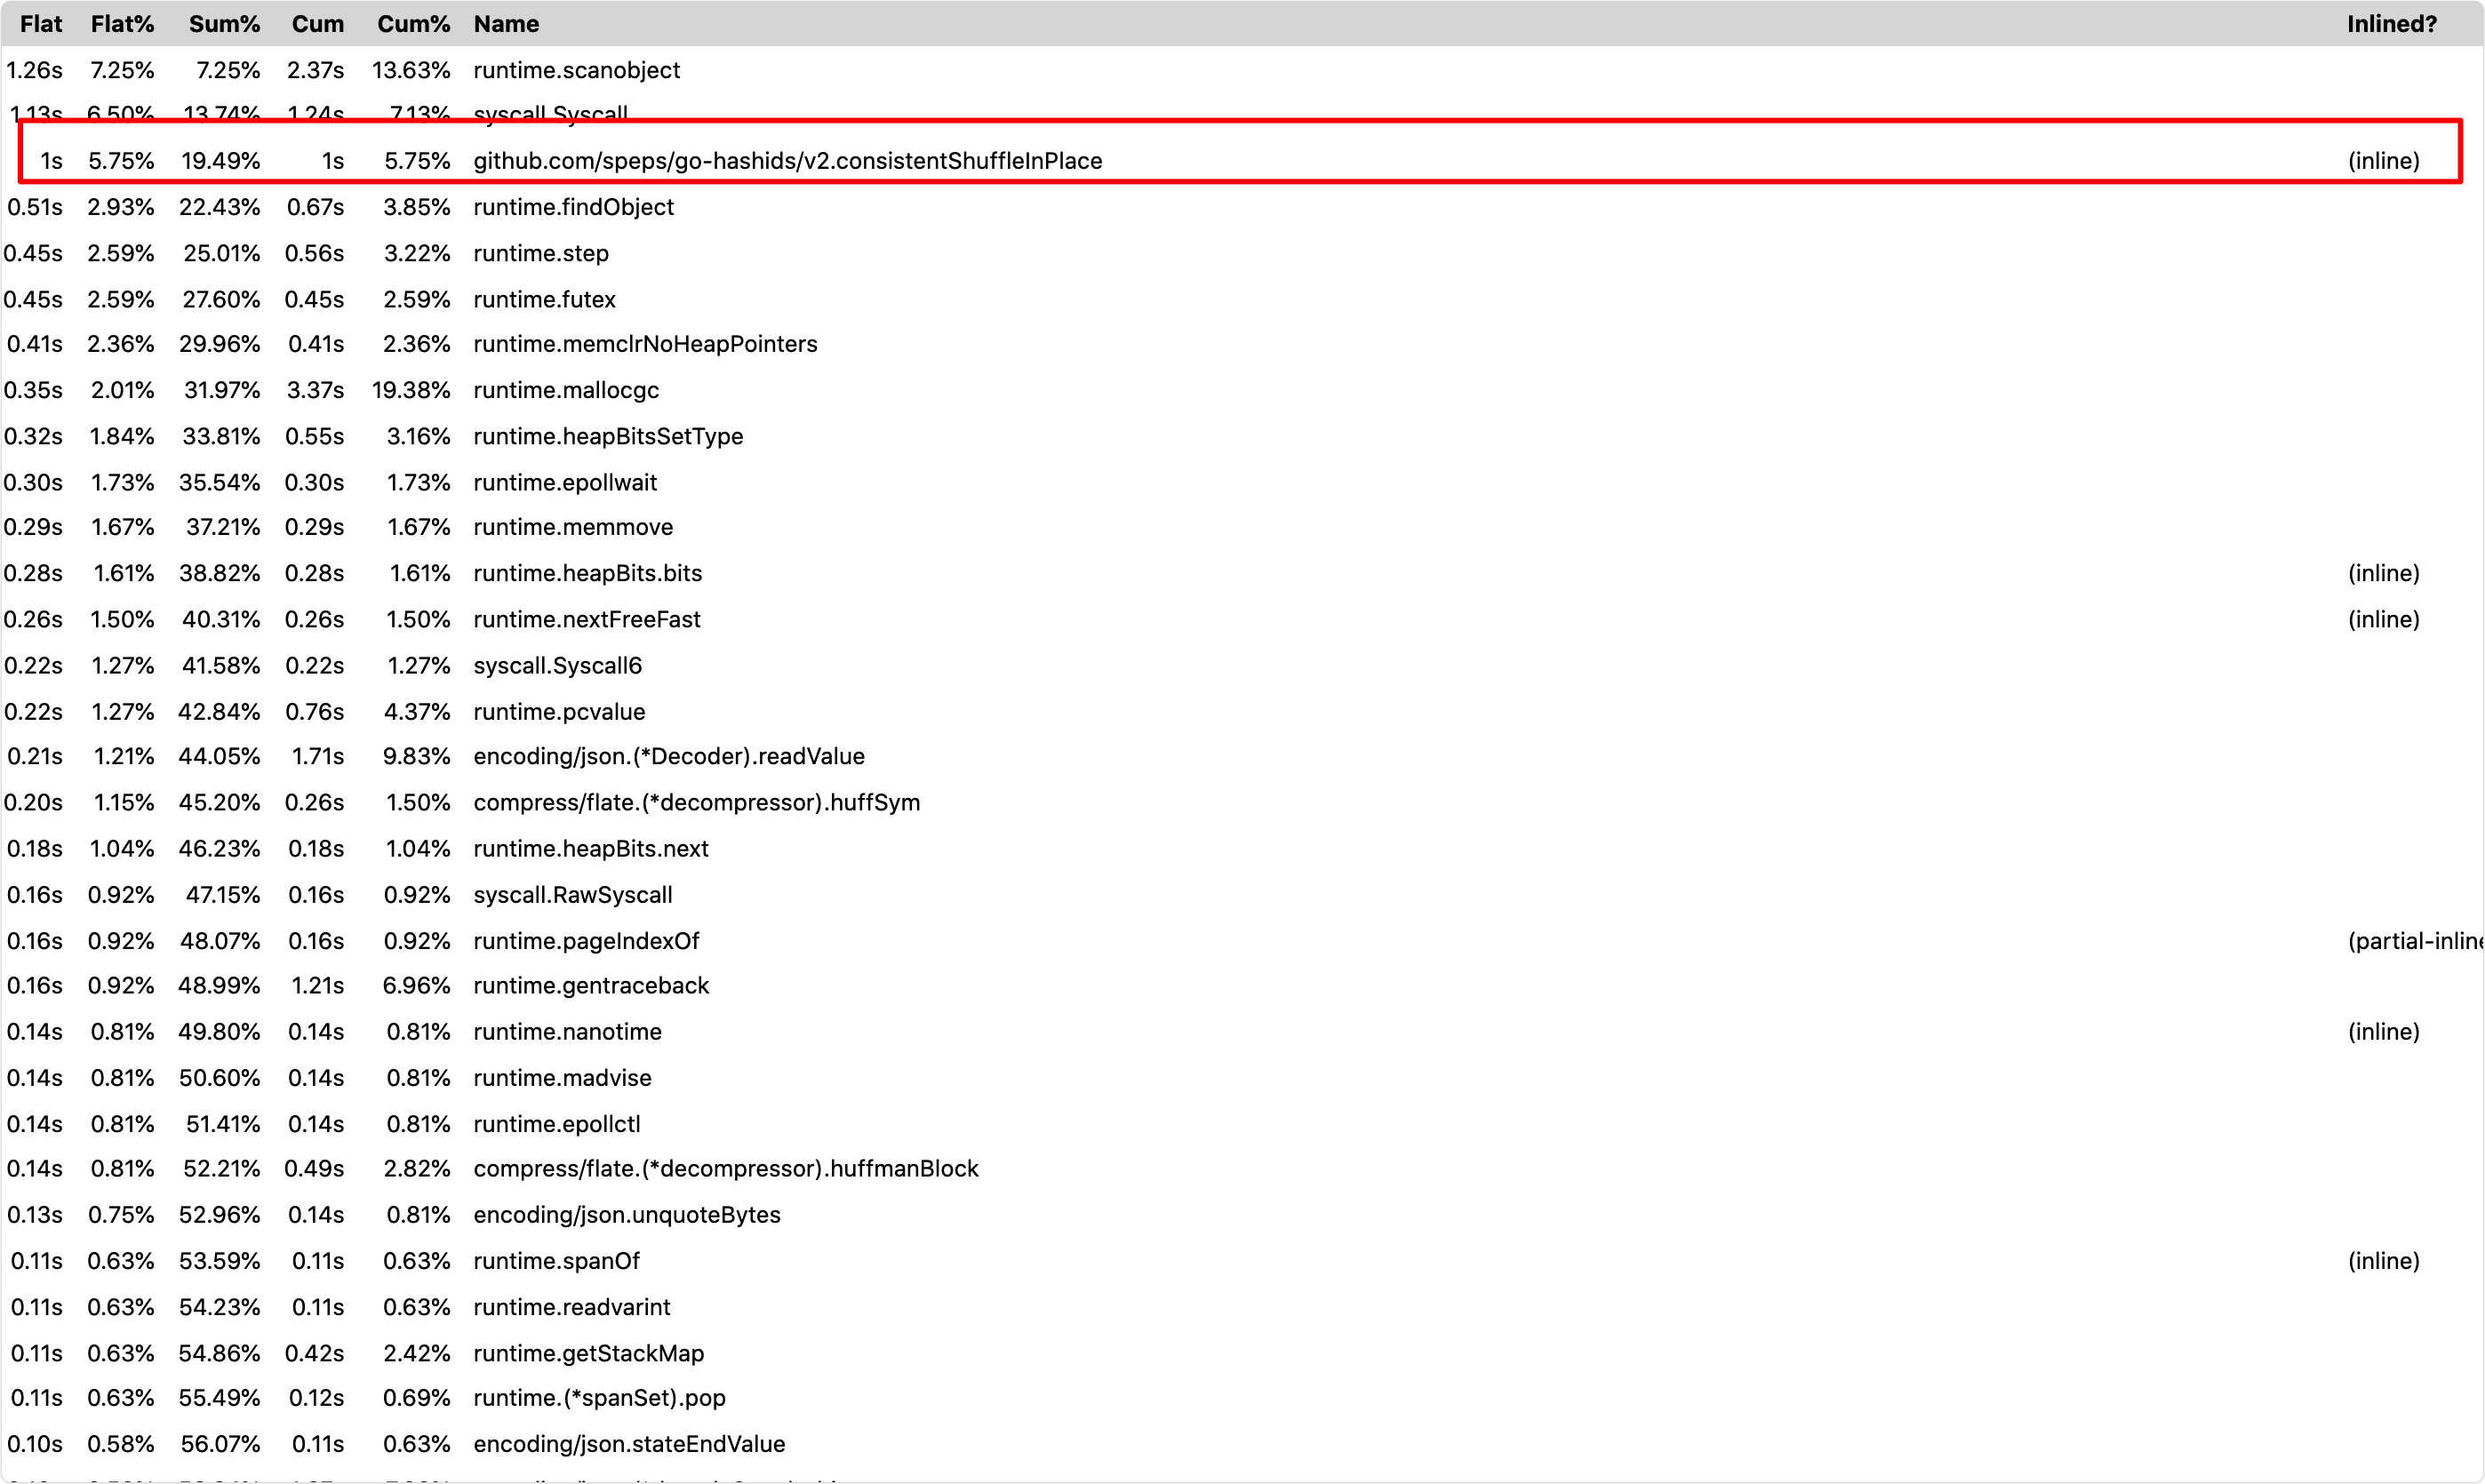 Flat Flat% Sum% Cum Cum% Name Inlined?
1.26s 7.25% 7.25% 2.37s 13.63% runtime.scanobject
1.13s 6.50% 13.74% 1.24s 7.13% syscall.Syscall
1s 5.75% 19.49% 1s 5.75% github.com/speps/go-hashids/v2.consistentShuffleInPlace (inline)
0.51s 2.93% 22.43% 0.67s 3.85% runtime.findObject
0.45s 2.59% 25.01% 0.56s 3.22% runtime.step
0.45s 2.59% 27.60% 0.45s 2.59% runtime.futex
0.41s 2.36% 29.96% 0.41s 2.36% runtime.memclrNoHeapPointers
0.35s 2.01% 31.97% 3.37s 19.38% runtime.mallocgc
0.32s 1.84% 33.81% 0.55s 3.16% runtime.heapBitsSetType
0.30s 1.73% 35.54% 0.30s 1.73% runtime.epollwait
0.29s 1.67% 37.21% 0.29s 1.67% runtime.memmove
0.28s 1.61% 38.82% 0.28s 1.61% runtime.heapBits.bits (inline)
0.26s 1.50% 40.31% 0.26s 1.50% runtime.nextFreeFast (inline)
0.22s 1.27% 41.58% 0.22s 1.27% syscall.Syscall6
0.22s 1.27% 42.84% 0.76s 4.37% runtime.pcvalue
0.21s 1.21% 44.05% 1.71s 9.83% encoding/json.(*Decoder).readValue
0.20s 1.15% 45.20% 0.26s 1.50% compress/flate.(*decompressor).huffSym
0.18s 1.04% 46.23% 0.18s 1.04% runtime.heapBits.next
0.16s 0.92% 47.15% 0.16s 0.92% syscall.RawSyscall
0.16s 0.92% 48.07% 0.16s 0.92% runtime.pageIndexOf (partial-inline
0.16s 0.92% 48.99% 1.21s 6.96% runtime.gentraceback
0.14s 0.81% 49.80% 0.14s 0.81% runtime.nanotime (inline)
0.14s 0.81% 50.60% 0.14s 0.81% runtime.madvise
0.14s 0.81% 51.41% 0.14s 0.81% runtime.epollctl
0.14s 0.81% 52.21% 0.49s 2.82% compress/flate.(*decompressor).huffmanBlock
0.13s 0.75% 52.96% 0.14s 0.81% encoding/json.unquoteBytes
0.11s 0.63% 53.59% 0.11s 0.63% runtime.spanOf (inline)
0.11s 0.63% 54.23% 0.11s 0.63% runtime.readvarint
0.11s 0.63% 54.86% 0.42s 2.42% runtime.getStackMap
0.11s 0.63% 55.49% 0.12s 0.69% runtime.(*spanSet).pop
0.10s 0.58% 56.07% 0.11s 0.63% encoding/json.stateEndValue